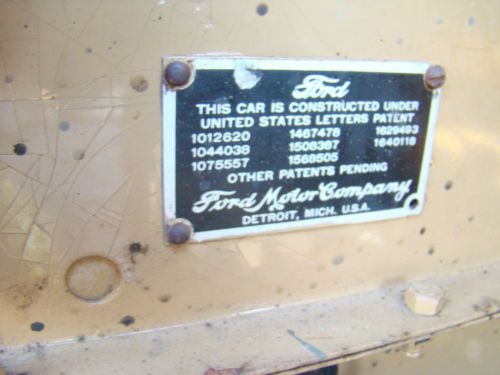 Ford
THIS CAR IS CONSTRUCTED UNDER
UNITED STATES LETTERS PATENT
1012620 1467478 1629493
1044038 1508367 1640118
1075557 1568505
OTHER PATENTS PENDING
Ford Motor Company
DETROIT, MICH. U.S.A.